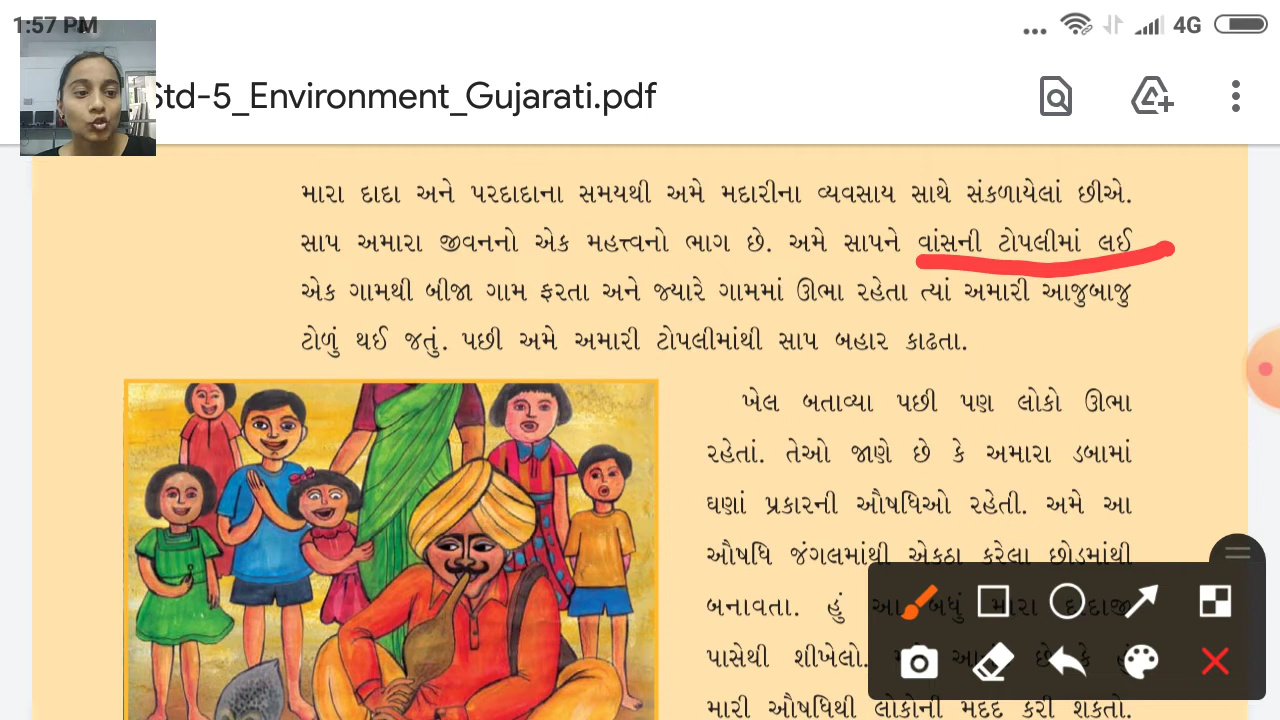 1:57 PM
4G
Std-5_Environment_Gujarati.pdf
મારા દાદા અને પરદાદાના સમયથી અમે મદારીના વ્યવસાય સાથે સંકળાયેલાં છીએ.
સાપ અમારા જીવનનો એક મહત્ત્વનો ભાગ છે. અમે સાપને વાંસની ટોપલીમાં લઈ
એક ગામથી બીજા ગામ ફરતા અને જ્યારે ગામમાં ઊભા રહેતા ત્યાં અમારી આજુબાજુ
ટોળું થઈ જતું. પછી અમે અમારી ટોપલીમાંથી સાપ બહાર કાઢતા.
ખેલ બતાવ્યા પછી પણ લોકો ઊભા
રહેતાં. તેઓ જાણે છે કે અમારા ડબામાં
ઘણાં પ્રકારની ઔષધિઓ રહેતી. અમે આ
ઔષધિ જંગલમાંથી એકઠા કરેલા છોડમાંથી
બનાવતા. હું આ બધું મારા દાદાજી
પાસેથી શીખેલો.
મારી ઔષધિથી લોકોની મદદ કરી શકતો.